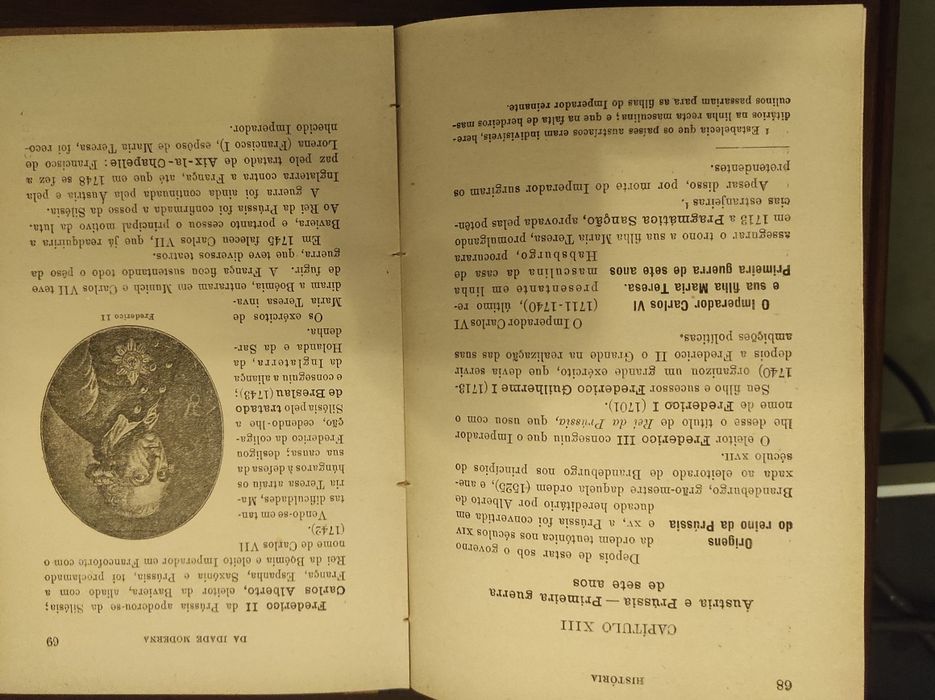 68
HISTÓRIA
CAPÍTULO XIII
Áustria e Prússia — Primeira guerra
de sete anos
Origens
do reino da Prússia
Depois de estar sob o governo
da ordem teutónica nos séculos XIV
e XV, a Prússia foi convertida em
ducado hereditário por Alberto de
Brandeburgo, grão-mestre daquela ordem (1525), e ane-
xada ao eleitorado de Brandeburgo nos princípios do
século XVII.
O eleitor Frederico III conseguiu que o Imperador
lhe desse o título de Rei da Prússia, que usou com o
nome de Frederico I (1701).
Seu filho e sucessor Frederico Guilherme I (1713-
1740) organizou um grande exército, que devia servir
depois a Frederico II o Grande na realização das suas
ambições políticas.
O Imperador Carlos VI
e sua filha Maria Teresa.
Primeira guerra de sete anos
O Imperador Carlos VI
(1711-1740), último re-
presentante em linha
masculina da casa de
Habsburgo, procurara
assegurar o trono a sua filha Maria Teresa, promulgando
em 1713 a Pragmática Sanção, aprovada pelas potên-
cias estranjeiras ¹.
Apesar disso, por morte do Imperador surgiram os
pretendentes.
¹ Estabelecia que os países austríacos eram indivisíveis, here-
ditários na linha recta masculina; e que na falta de herdeiros mas-
culinos passariam para as filhas do Imperador reinante.
DA IDADE MODERNA
69
Frederico II da Prússia apoderou-se da Silésia;
Carlos Alberto, eleitor da Baviera, aliado com a
França, Espanha, Saxónia e Prússia, foi proclamado
Rei da Boémia e eleito Imperador em Francoforte com o
nome de Carlos VII
(1742).
Vendo-se em tan-
tas dificuldades, Ma-
ria Teresa atraíu os
húngaros à defesa da
sua causa; desligou
Frederico da coliga-
ção, cedendo-lhe a
Silésia pelo tratado
de Breslau (1743);
e conseguiu a aliança
da Inglaterra, da
Holanda e da Sar-
denha.
Os exércitos de
Maria Teresa inva-
Frederico II
diram a Boémia, entraram em Munich e Carlos VII teve
de fugir. A França ficou sustentando todo o pêso da
guerra, que teve diversos teatros.
Em 1745 faleceu Carlos VII, que já readquirira a
Baviera, e portanto cessou o principal motivo da luta.
Ao Rei da Prússia foi confirmada a posse da Silésia.
A guerra foi ainda continuada pela Áustria e pela
Inglaterra contra a França, até que em 1748 se fez a
paz pelo tratado de Aix-la-Chapelle: Francisco de
Lorena (Francisco I), espôso de Maria Teresa, foi reco-
nhecido Imperador.